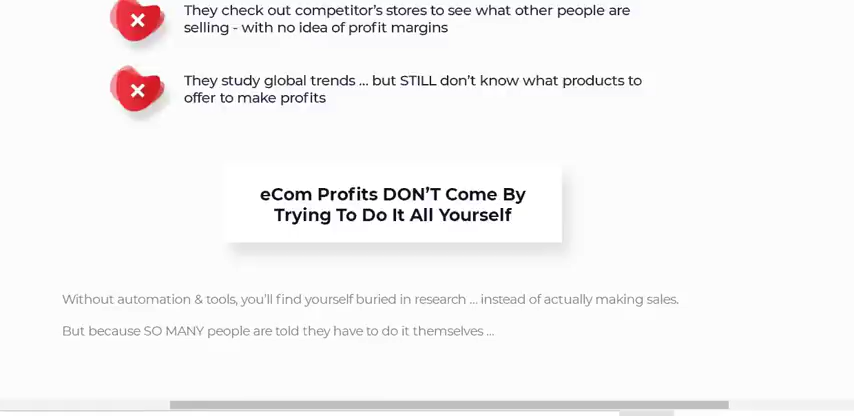 They check out competitor’s stores to see what other people are
selling - with no idea of profit margins
They study global trends ... but STILL don’t know what products to
offer to make profits
eCom Profits DON’T Come By
Trying To Do It All Yourself
Without automation & tools, you’ll find yourself buried in research ... instead of actually making sales.
But because SO MANY people are told they have to do it themselves ...